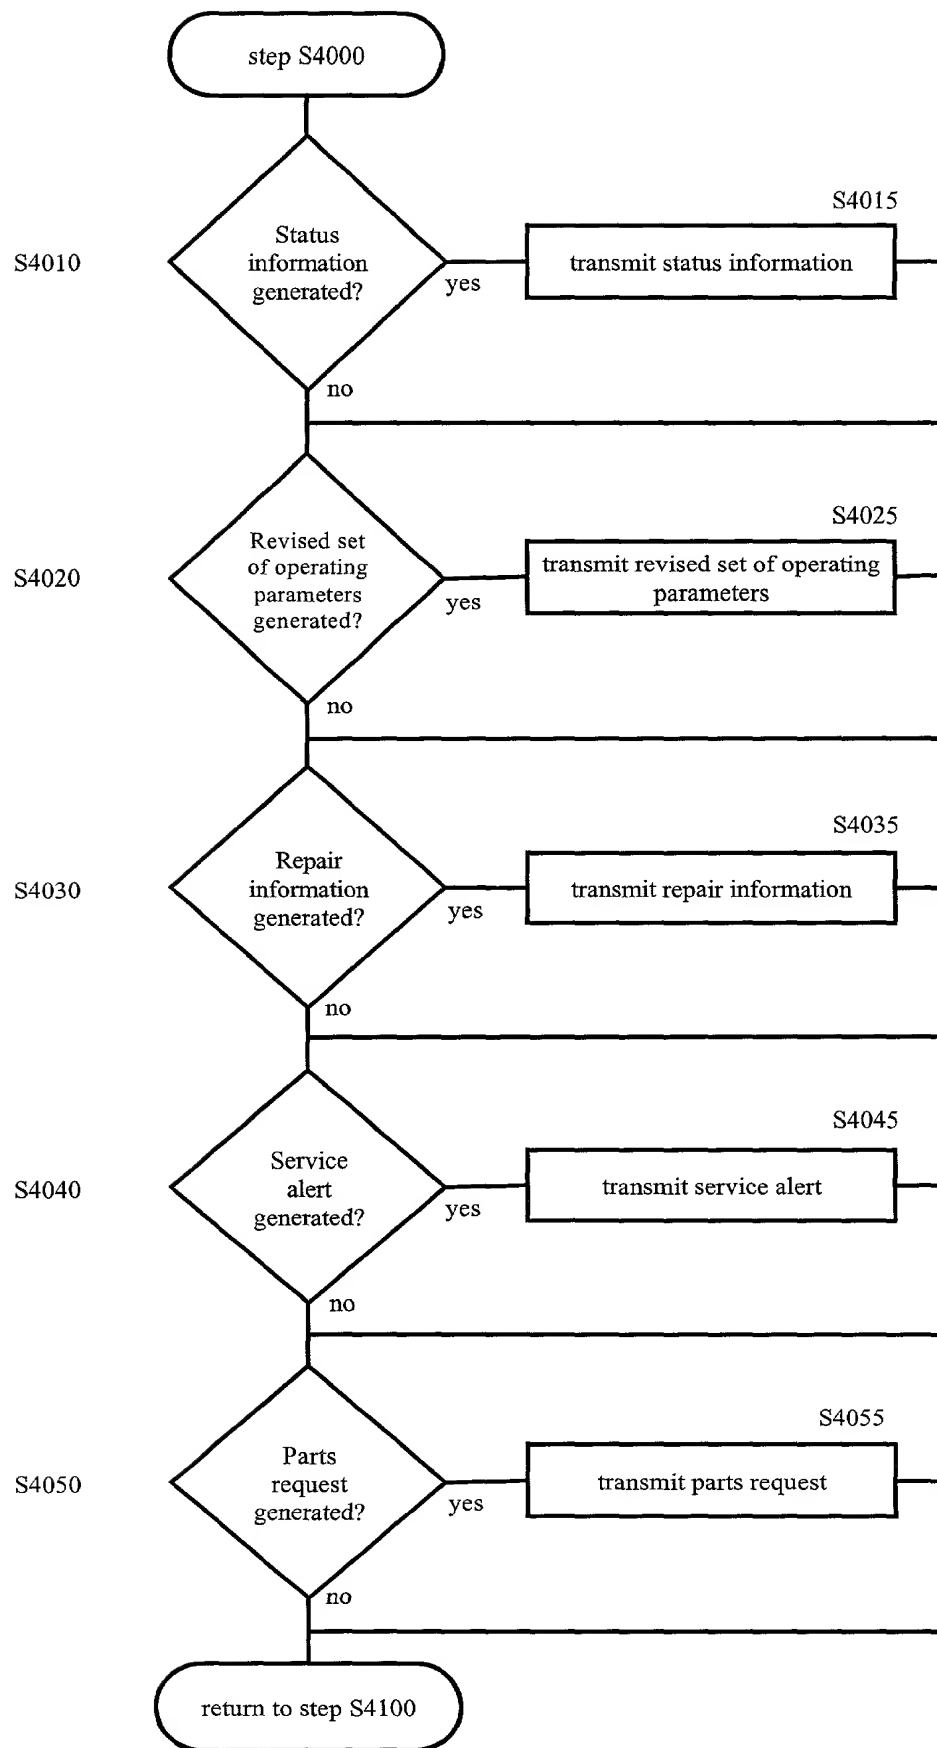 step S4000
S4010
Status
information
generated?
yes
no
S4015
transmit status information
S4020
Revised set
of operating
parameters
generated?
yes
no
S4025
transmit revised set of operating
parameters
S4030
Repair
information
generated?
yes
no
S4035
transmit repair information
S4040
Service
alert
generated?
yes
no
S4045
transmit service alert
S4050
Parts
request
generated?
yes
no
S4055
transmit parts request
return to step S4100